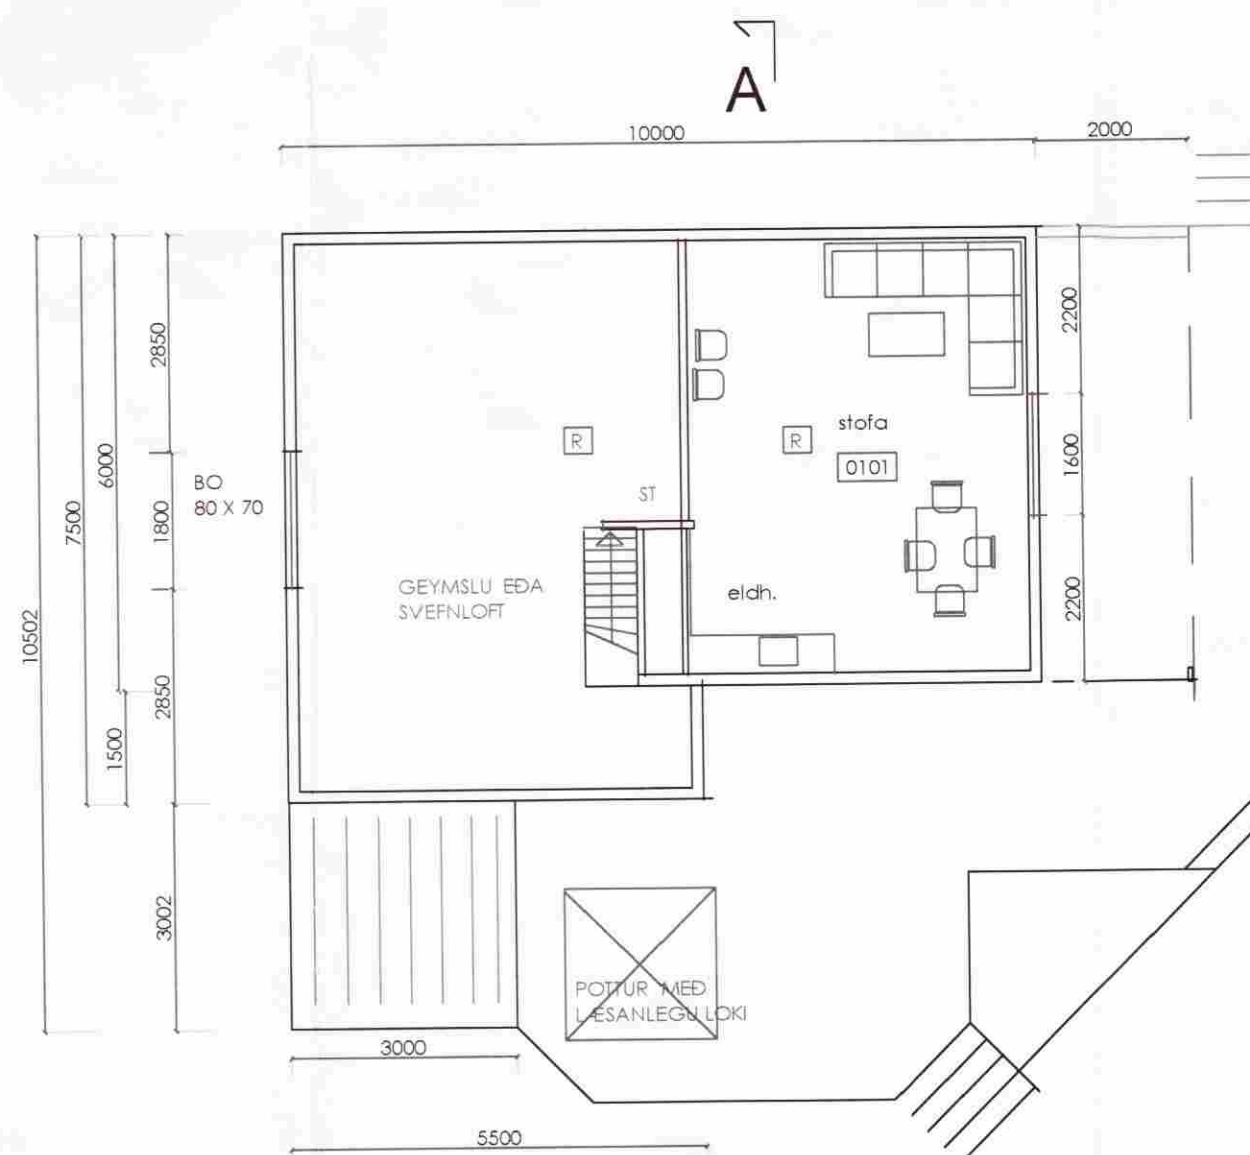 A
10000
2000
2850
2200
R
R
stofa
0101
6000
1600
BO
80 X 70
ST
7500
1800
GEYMSLU EÐA
SVEFNLOFT
eldh.
2200
10502
2850
1500
3002
POTTUR MEÐ
LÆSANLEGU LOKI
3000
5500